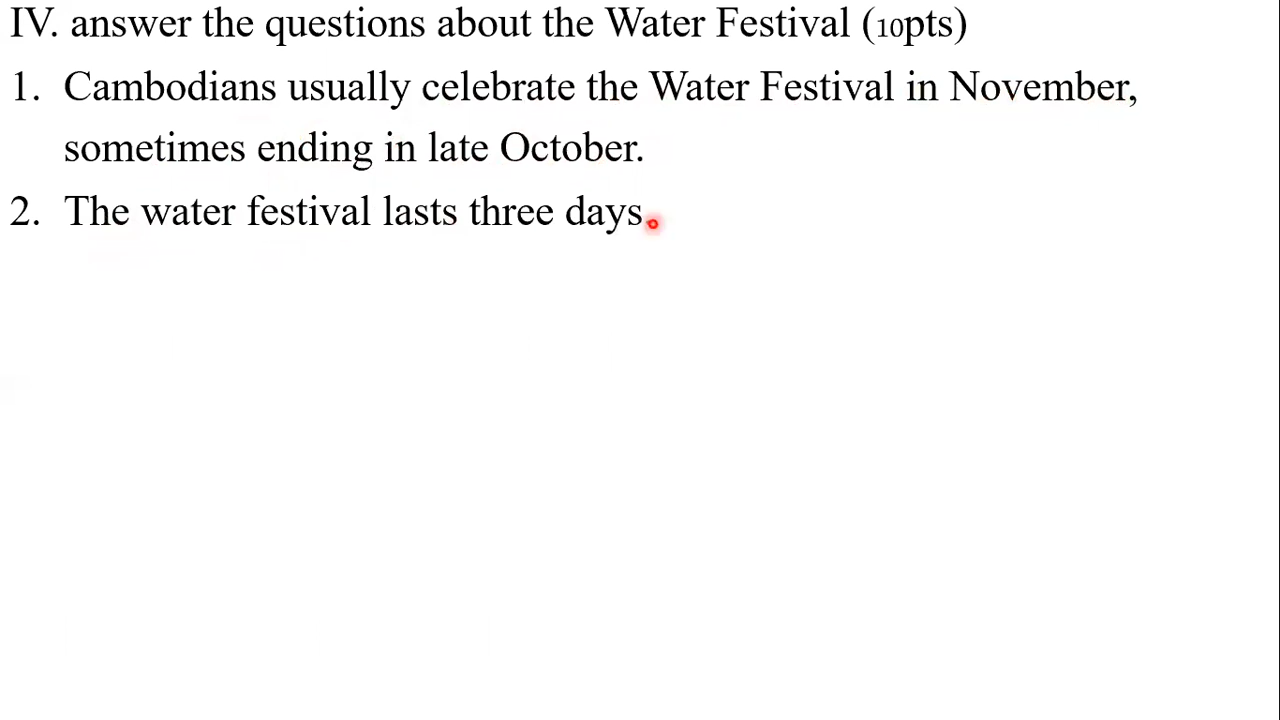 IV. answer the questions about the Water Festival (10pts)
1. Cambodians usually celebrate the Water Festival in November,
sometimes ending in late October.
2. The water festival lasts three days.